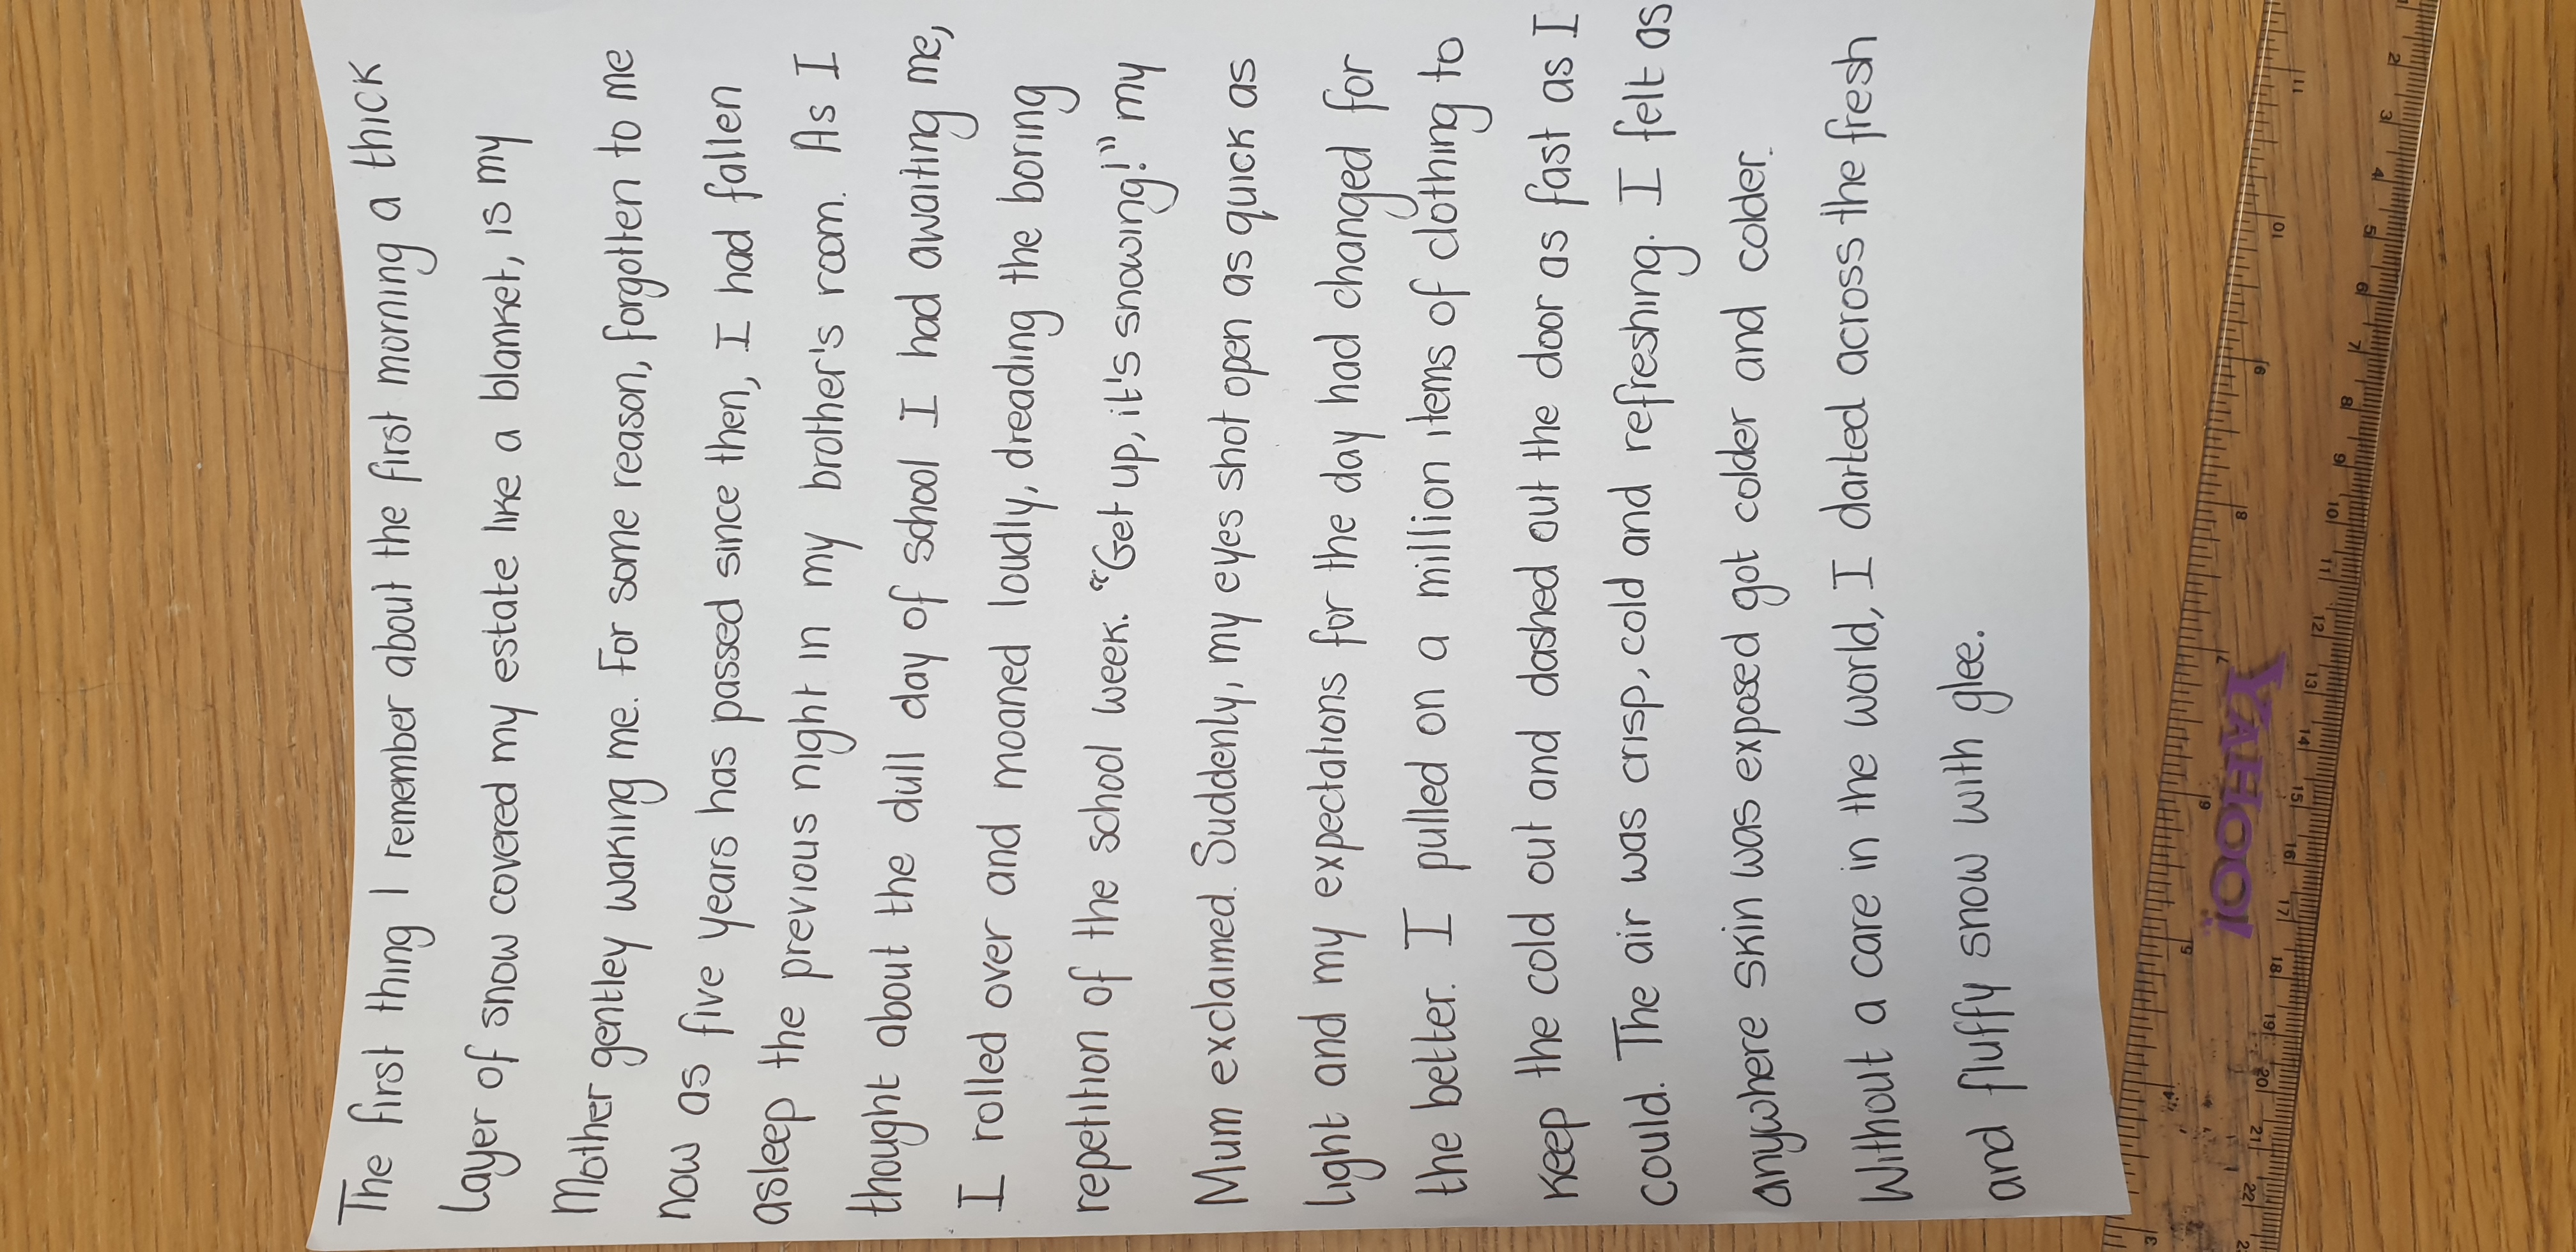 The first thing I remember about the first morning a thick
layer of snow covered my estate like a blanket, is my
Mother gentley waking me. For some reason, forgotten to me
now as five years has passed since then, I had fallen
asleep the previous night in my brother's room. As I
thought about the dull day of school I had awaiting me,
I rolled over and moaned loudly, dreading the boring
repetition of the school week. "Get up, it's snowing!" my
Mum exclaimed. Suddenly, my eyes shot open as quick as
light and my expectations for the day had changed for
the better. I pulled on a million items of clothing to
keep the cold out and dashed out the door as fast as I
could. The air was crisp, cold and refreshing. I felt as
anywhere skin was exposed got colder and colder.
Without a care in the world, I darted across the fresh
and fluffy snow with glee.
3 4 5 6 7 8 9 10 11
YAHOO!
23 22 21 20 19 18 17 16 15 14 13 12 11 10 9 8 7 6 5 4 3 2